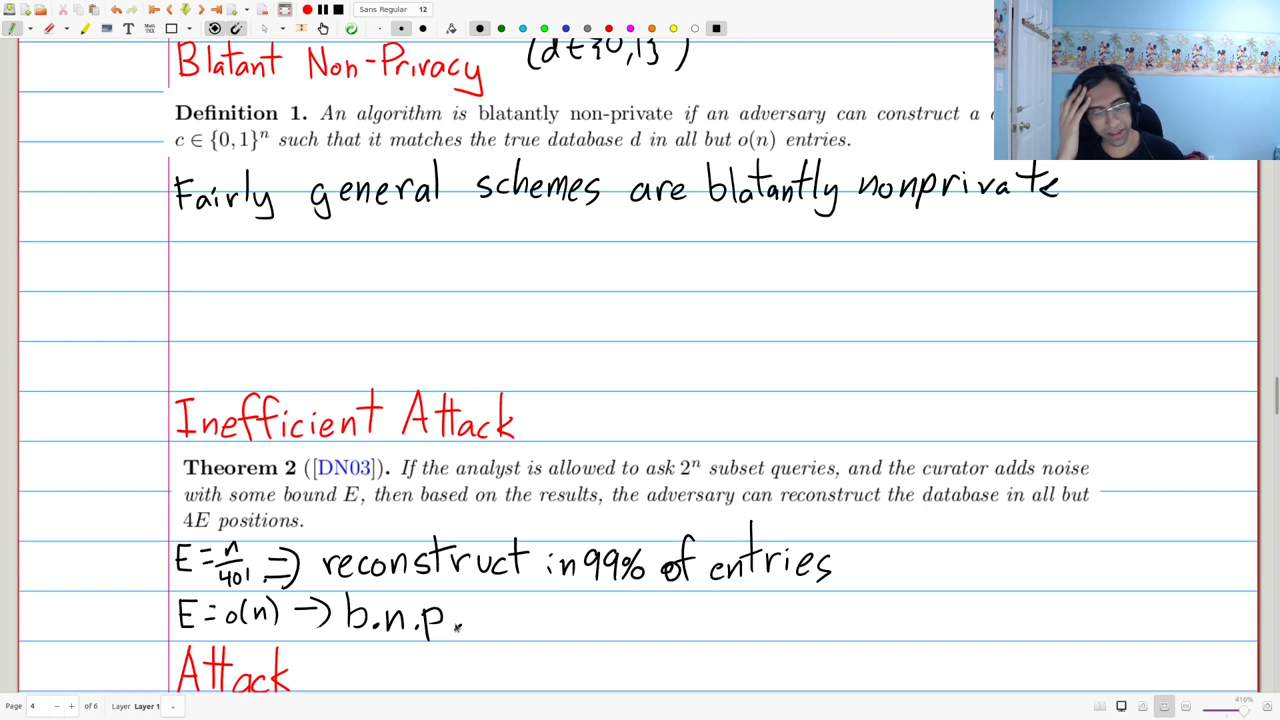 Sans Regular 12
Blatant Non-Privacy (d∈{0,1}
Definition 1. An algorithm is blatantly non-private if an adversary can construct a
c ∈ {0, 1}ⁿ such that it matches the true database d in all but o(n) entries.
Fairly general schemes are blatantly nonprivate
Inefficient Attack
Theorem 2 ([DN03]). If the analyst is allowed to ask 2ⁿ subset queries, and the curator adds noise
with some bound E, then based on the results, the adversary can reconstruct the database in all but
4E positions.
E = n/401 => reconstruct in 99% of entries
E = o(n) -> b.n.p.
Attack
Page 4 of 6 Layer Layer 1 416%